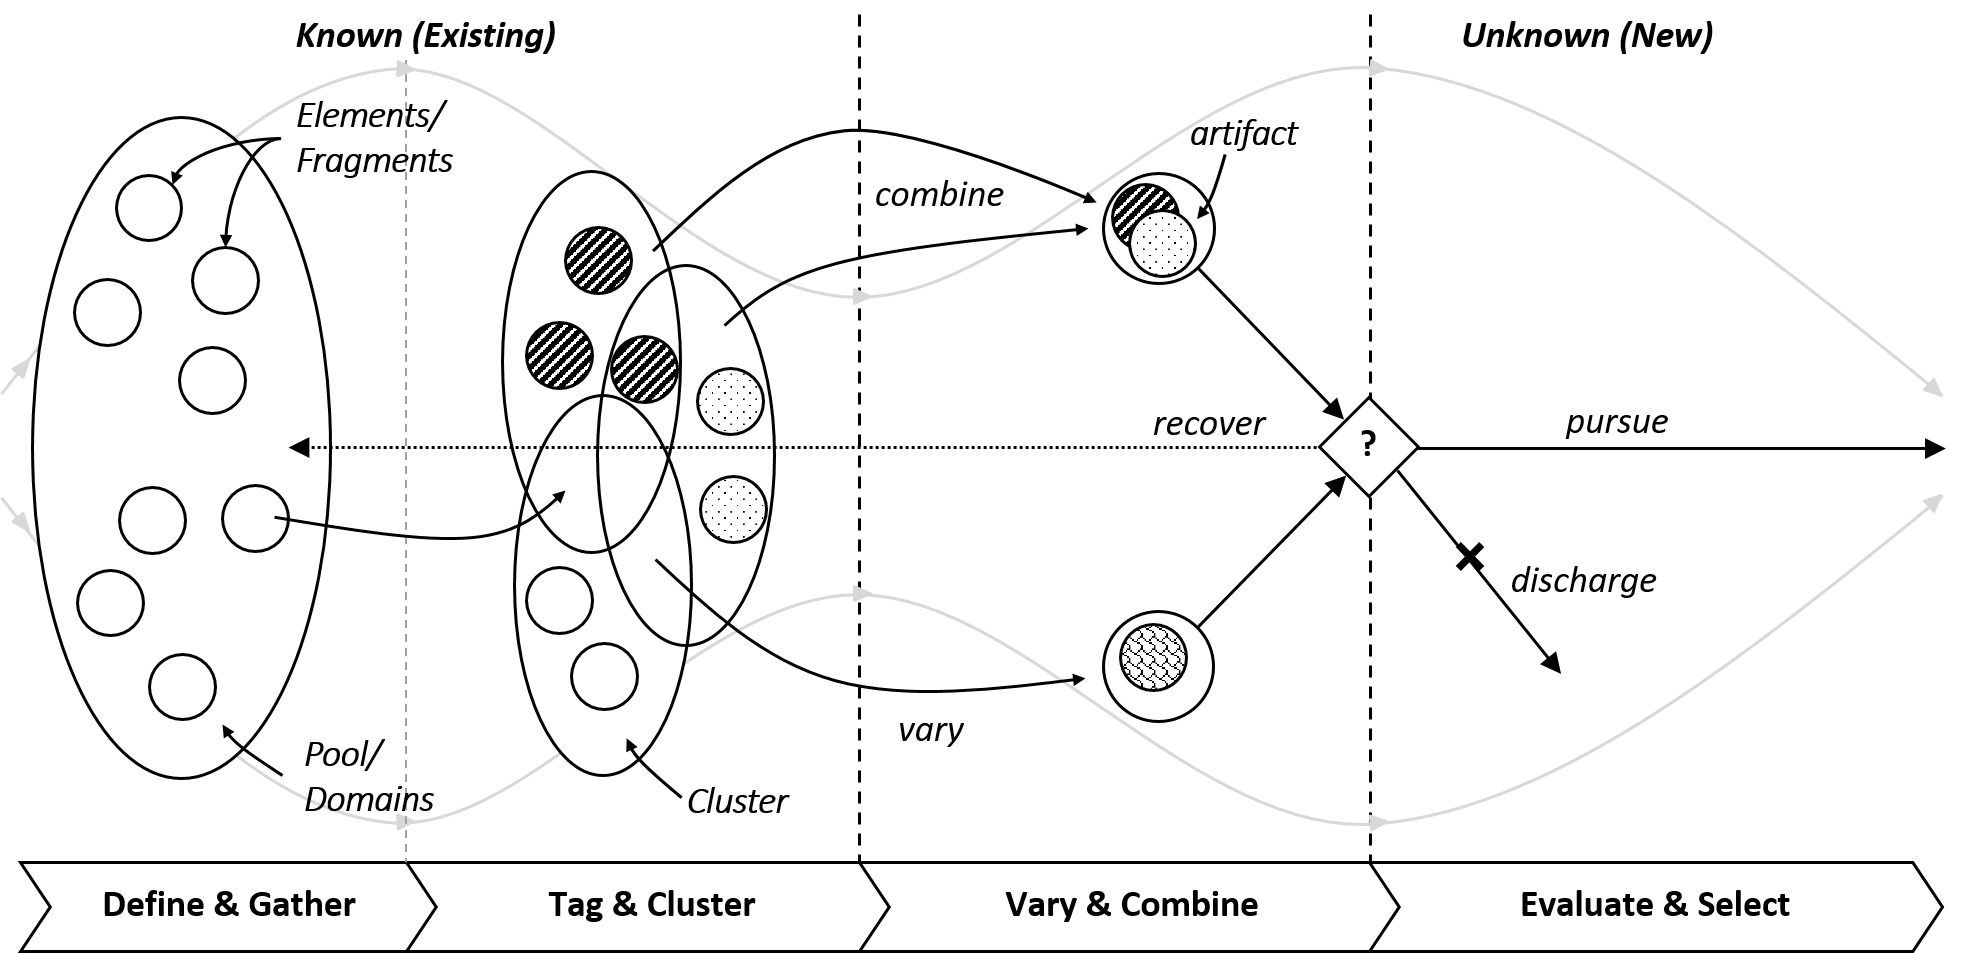 Known (Existing)
Unknown (New)
Elements/
Fragments
artifact
combine
recover
?
pursue
discharge
vary
Pool/
Domains
Cluster
Define & Gather
Tag & Cluster
Vary & Combine
Evaluate & Select